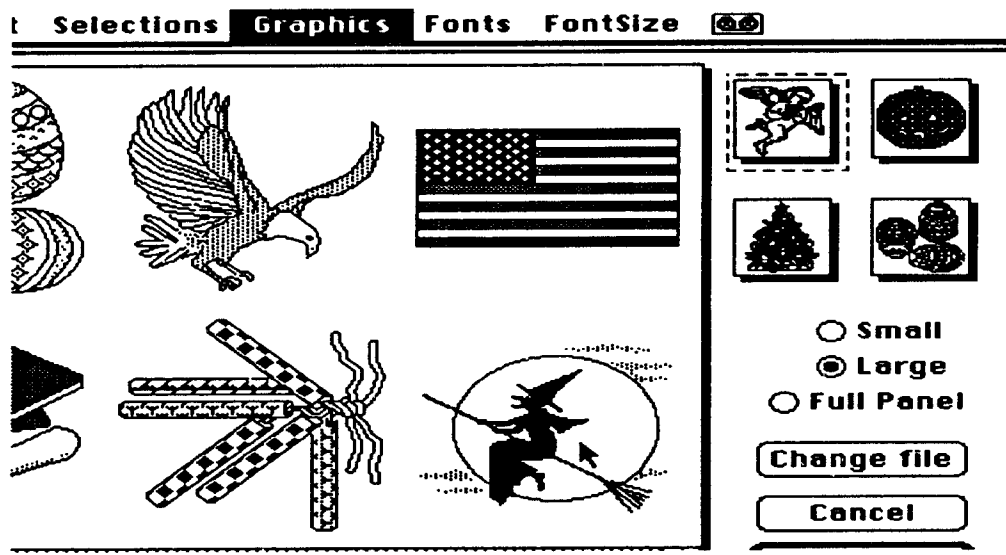 t Selections Graphics Fonts FontSize
Small
Large
Full Panel
Change file
Cancel